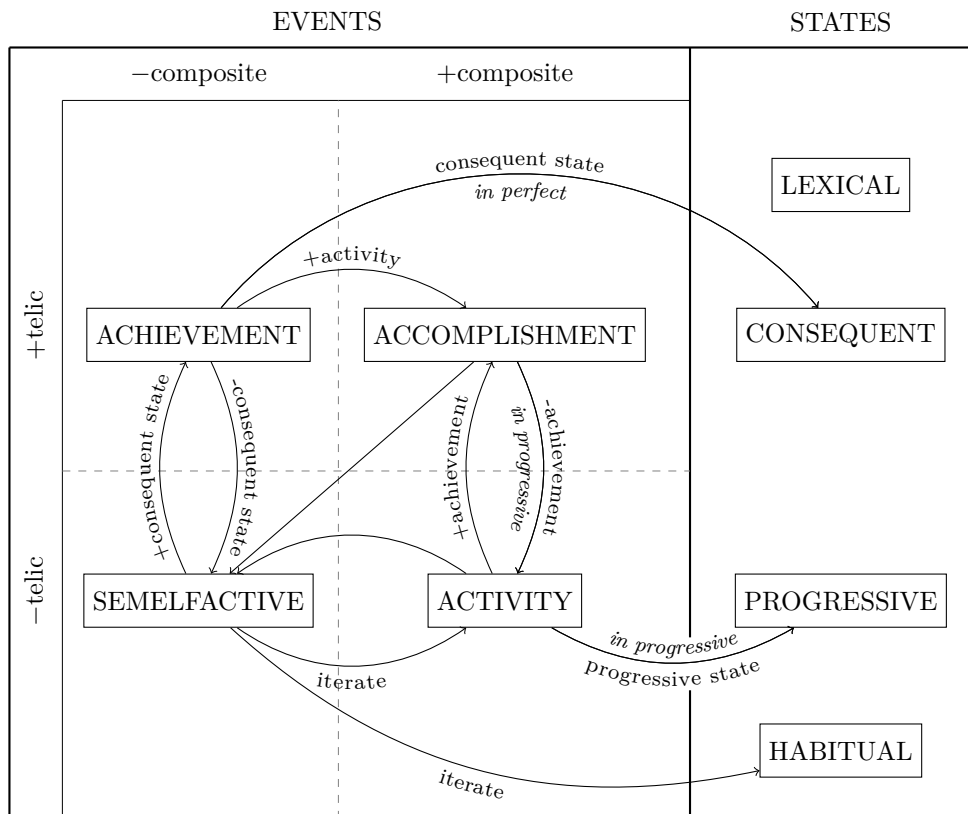 EVENTS
STATES
−composite
+composite
consequent state
in perfect
LEXICAL
+activity
+telic
ACHIEVEMENT
ACCOMPLISHMENT
CONSEQUENT
+consequent state
-consequent state
+achievement
in progressive
-achievement
−telic
SEMELFACTIVE
ACTIVITY
PROGRESSIVE
in progressive
progressive state
iterate
HABITUAL
iterate